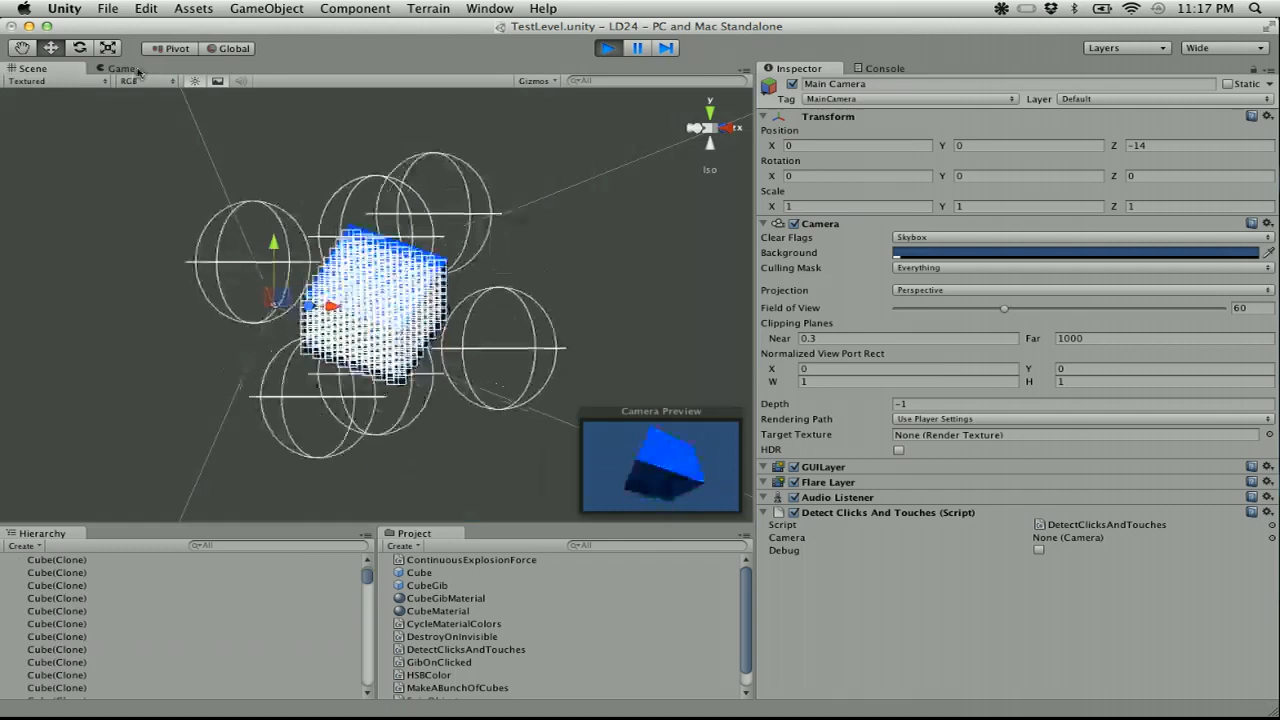 Unity File Edit Assets GameObject Component Terrain Window Help 11:17 PM
TestLevel.unity – LD24 – PC and Mac Standalone
Pivot Global Layers Wide
Scene Game Inspector Console
Textured RGB Gizmos All
Main Camera Static
Tag MainCamera Layer Default
Transform
Position
X 0 Y 0 Z -14
Rotation
X 0 Y 0 Z 0
Scale
X 1 Y 1 Z 1
Camera
Clear Flags Skybox
Background
Culling Mask Everything
Projection Perspective
Field of View 60
Clipping Planes
Near 0.3 Far 1000
Normalized View Port Rect
X 0 Y 0
W 1 H 1
Depth -1
Rendering Path Use Player Settings
Target Texture None (Render Texture)
HDR
GUILayer
Flare Layer
Audio Listener
Detect Clicks And Touches (Script)
Script DetectClicksAndTouches
Camera None (Camera)
Debug
y
x
Iso
Camera Preview
Hierarchy
Create All
Cube(Clone)
Cube(Clone)
Cube(Clone)
Cube(Clone)
Cube(Clone)
Cube(Clone)
Cube(Clone)
Cube(Clone)
Cube(Clone)
Cube(Clone)
Cube(Clone)
Project
Create All
ContinuousExplosionForce
Cube
CubeGib
CubeGibMaterial
CubeMaterial
CycleMaterialColors
DestroyOnInvisible
DetectClicksAndTouches
GibOnClicked
HSBColor
MakeABunchOfCubes